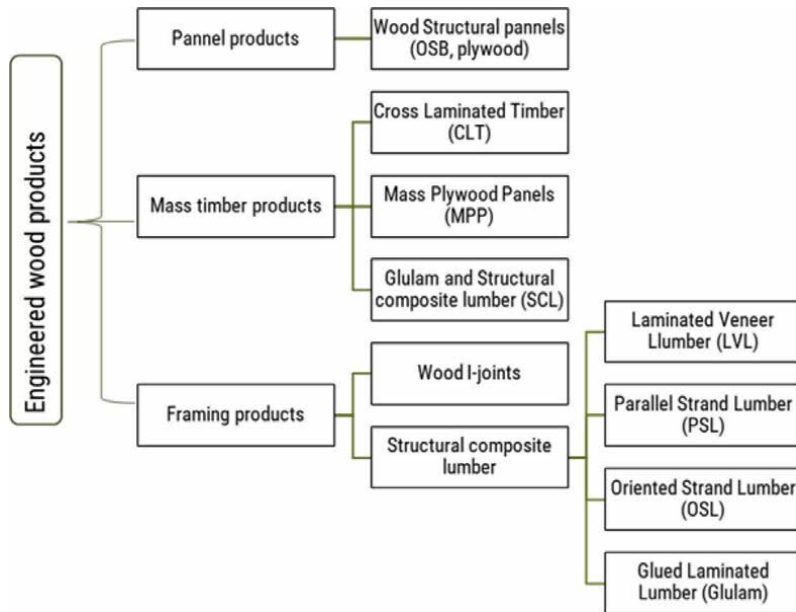 Engineered wood products
Pannel products
Wood Structural pannels
(OSB, plywood)
Mass timber products
Cross Laminated Timber
(CLT)
Mass Plywood Panels
(MPP)
Glulam and Structural
composite lumber (SCL)
Framing products
Wood I-joints
Structural composite
lumber
Laminated Veneer
Llumber (LVL)
Parallel Strand Lumber
(PSL)
Oriented Strand Lumber
(OSL)
Glued Laminated
Lumber (Glulam)